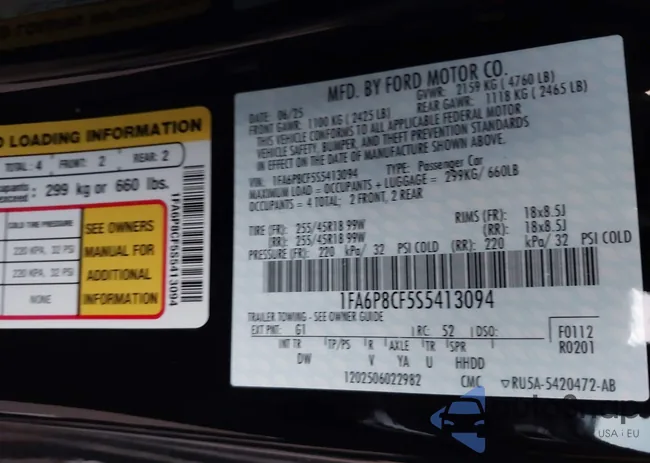 LOADING INFORMATION
TOTAL: 4 FRONT: 2 REAR: 2
: 299 kg or 660 lbs.
COLD TIRE PRESSURE
SEE OWNERS
MANUAL FOR
ADDITIONAL
INFORMATION
220 KPA, 32 PSI
220 KPA, 32 PSI
NONE
1FA6P8CF5S5413094
MFD. BY FORD MOTOR CO.
DATE: 06/25 GVWR: 2159 KG ( 4760 LB)
FRONT GAWR: 1100 KG ( 2425 LB) REAR GAWR: 1118 KG ( 2465 LB)
THIS VEHICLE CONFORMS TO ALL APPLICABLE FEDERAL MOTOR
VEHICLE SAFETY, BUMPER, AND THEFT PREVENTION STANDARDS
IN EFFECT ON THE DATE OF MANUFACTURE SHOWN ABOVE.
VIN: 1FA6P8CF5S5413094 TYPE: Passenger Car
MAXIMUM LOAD = OCCUPANTS + LUGGAGE = 299KG/ 660LB
OCCUPANTS = 4 TOTAL; 2 FRONT, 2 REAR
TIRE (FR): 255/45R18 99W RIMS (FR): 18x8.5J
(RR): 255/45R18 99W (RR): 18x8.5J
PRESSURE (FR): 220 kPa/ 32 PSI COLD (RR): 220 kPa/ 32 PSI COLD
1FA6P8CF5S5413094
TRAILER TOWING - SEE OWNER GUIDE
EXT PNT: G1 RC: 52 DSO: F0112
INT TR TP/PS R AXLE TR SPR R0201
DW V YA U HHDD
1202506022982 CMC ▽RU5A-5420472-AB
USA · EU